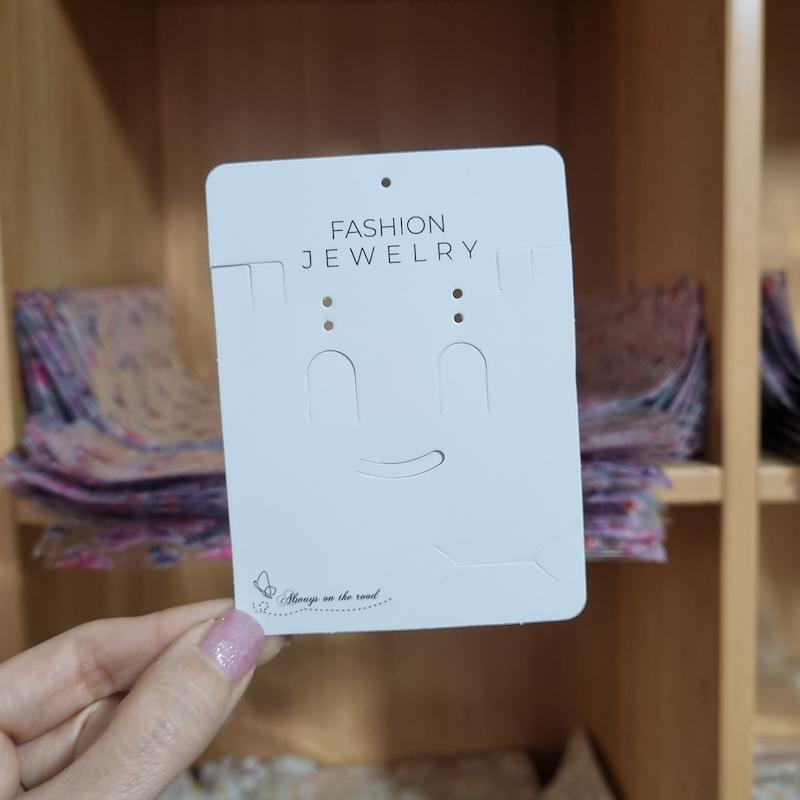 FASHION
JEWELRY
Always on the rood